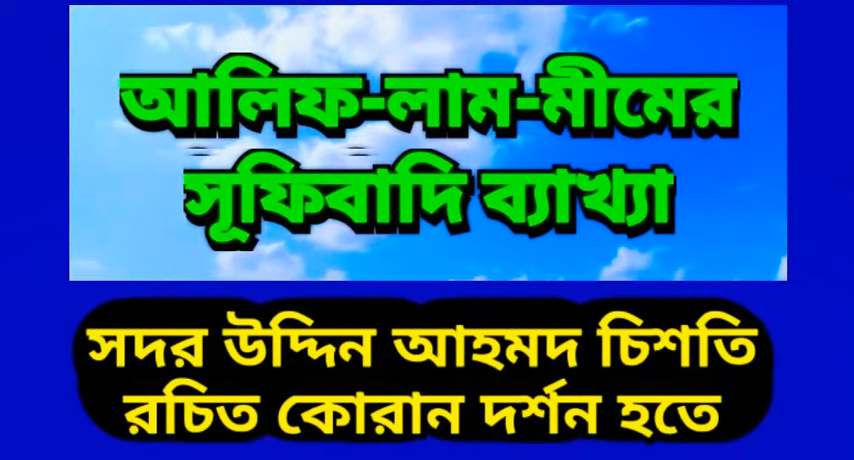 আলিফ-লাম-মীমের
সূফিবাদি ব্যাখ্যা
সদর উদ্দিন আহমদ চিশতি
রচিত কোরান দর্শন হতে